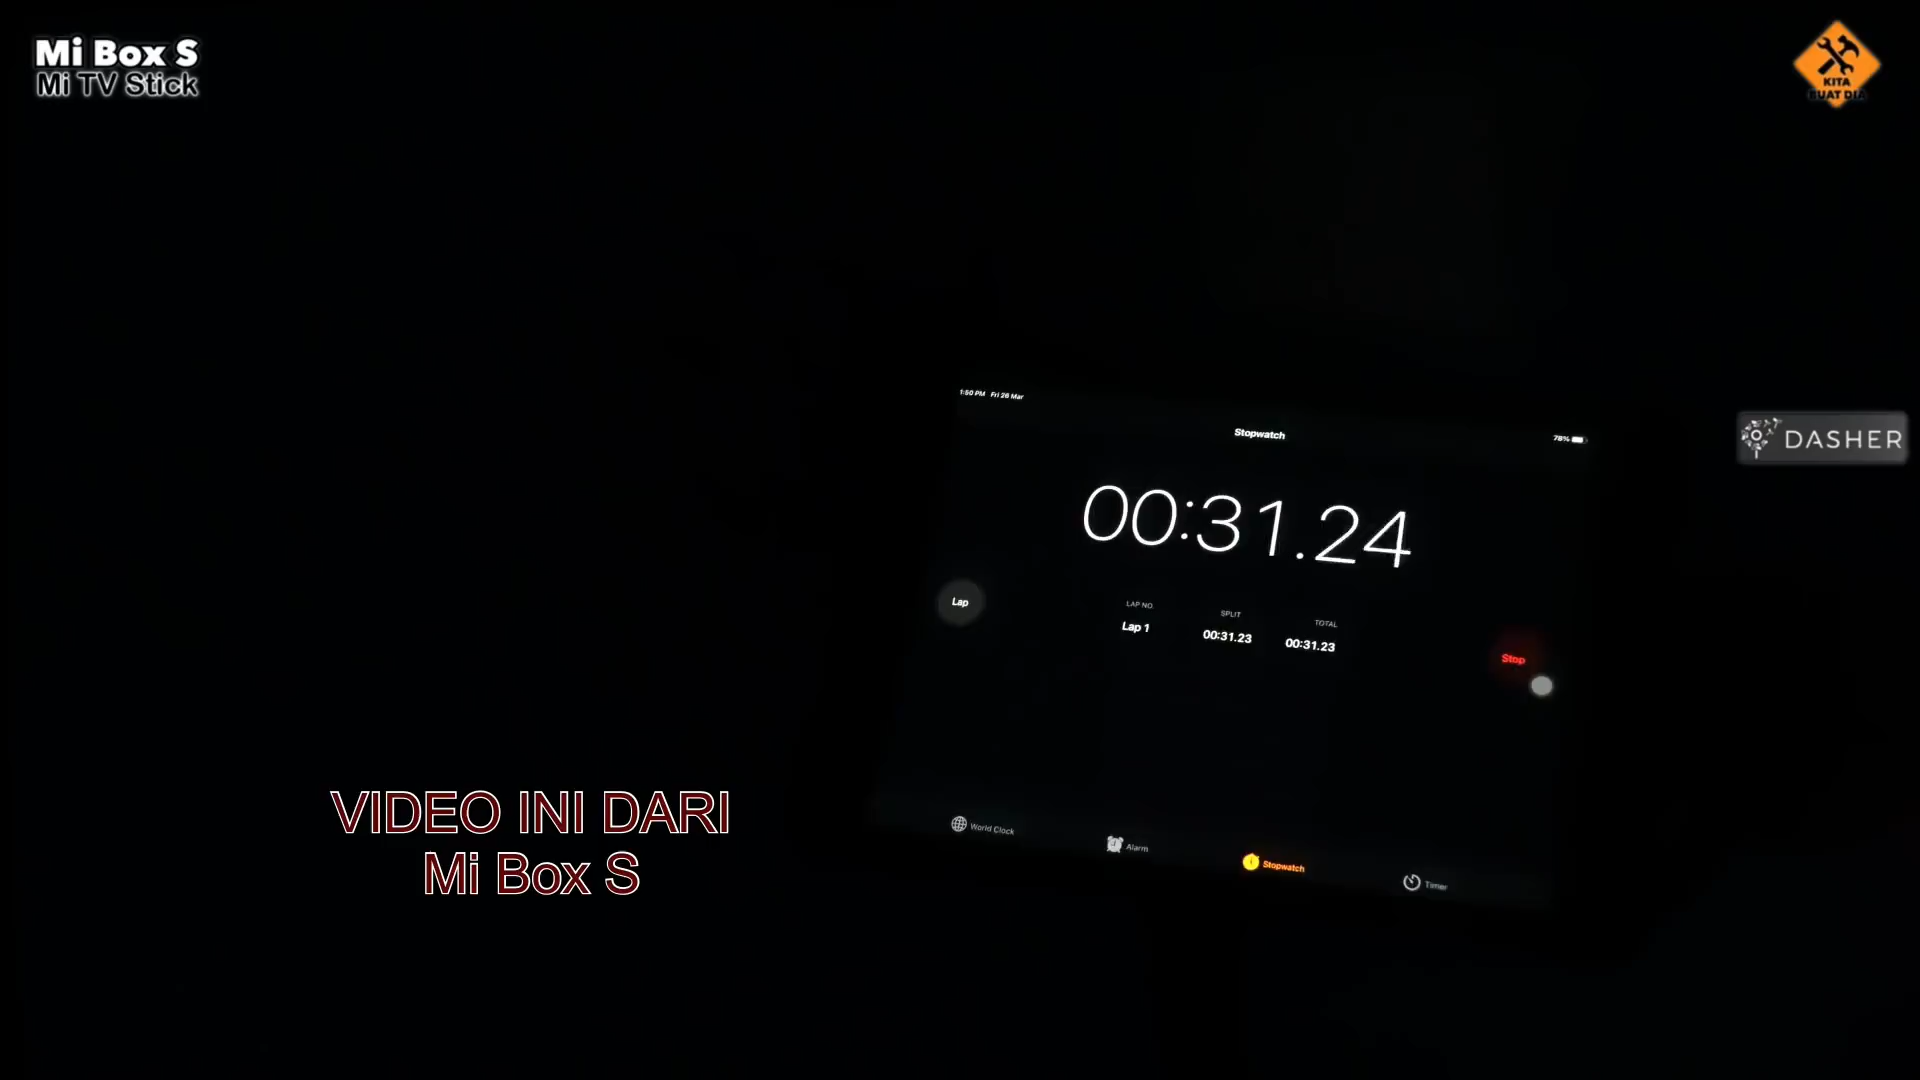 Mi Box S
Mi TV Stick
KITA
BUAT DIA
1:50 PM Fri 26 Mar
Stopwatch
78%
DASHER
00:31.24
Lap
LAP NO.
SPLIT
TOTAL
Lap 1
00:31.23
00:31.23
Stop
VIDEO INI DARI
Mi Box S
World Clock
Alarm
Stopwatch
Timer